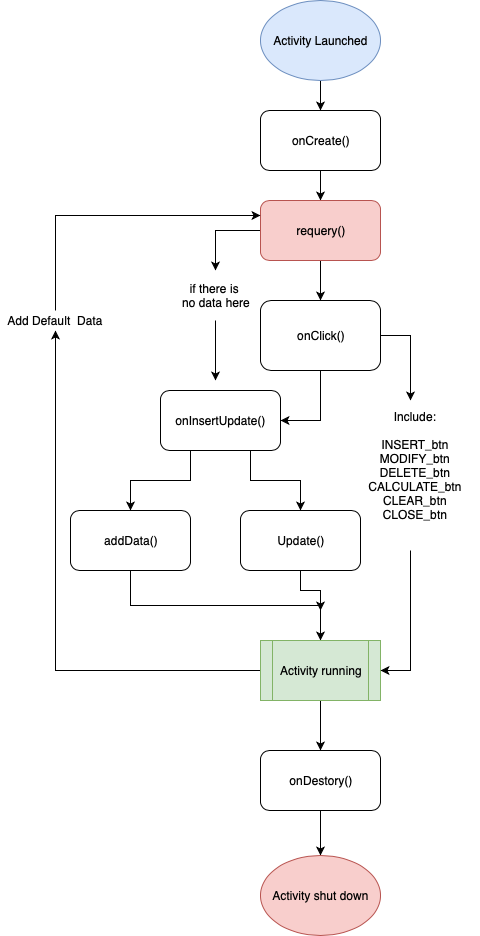 Activity Launched
onCreate()
requery()
if there is
no data here
Add Default  Data
onClick()
onInsertUpdate()
Include:
INSERT_btn
MODIFY_btn
DELETE_btn
CALCULATE_btn
CLEAR_btn
CLOSE_btn
addData()
Update()
Activity running
onDestory()
Activity shut down